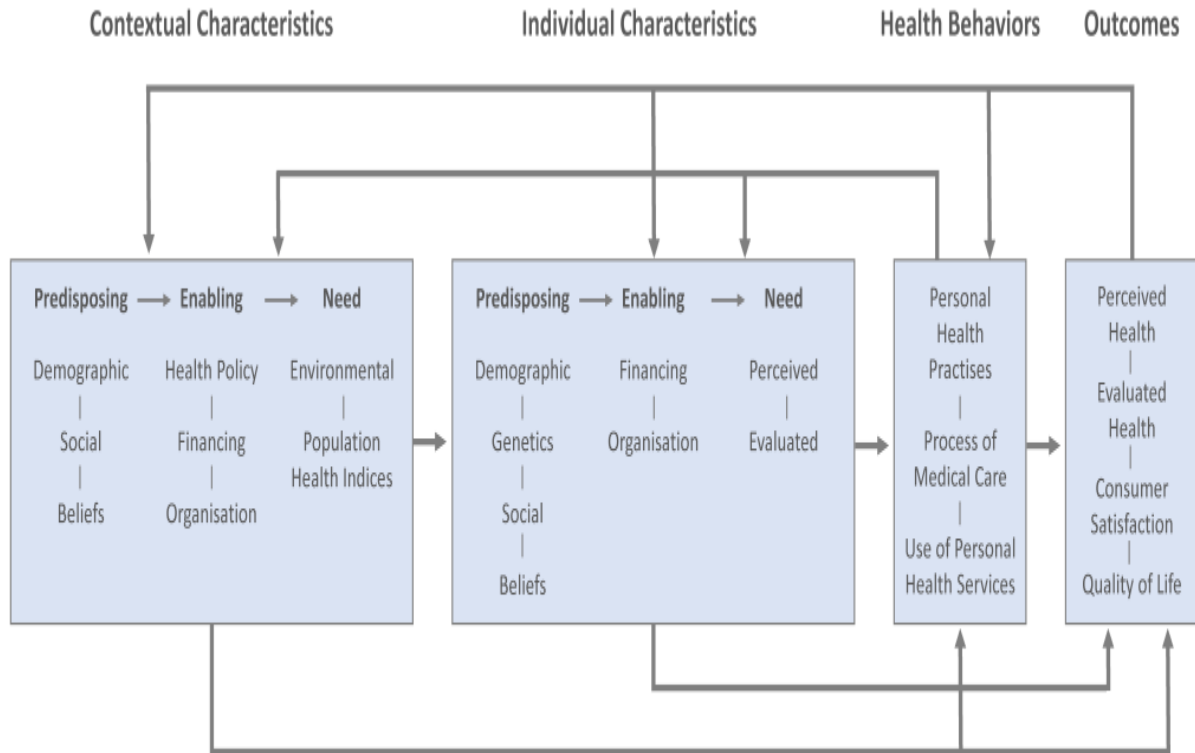 Contextual Characteristics
Individual Characteristics
Health Behaviors
Outcomes
Predisposing
Enabling
Need
Demographic
Social
Beliefs
Health Policy
Financing
Organisation
Environmental
Population
Health Indices
Predisposing
Enabling
Need
Demographic
Genetics
Social
Beliefs
Financing
Organisation
Perceived
Evaluated
Personal
Health
Practises
Process of
Medical Care
Use of Personal
Health Services
Perceived
Health
Evaluated
Health
Consumer
Satisfaction
Quality of Life